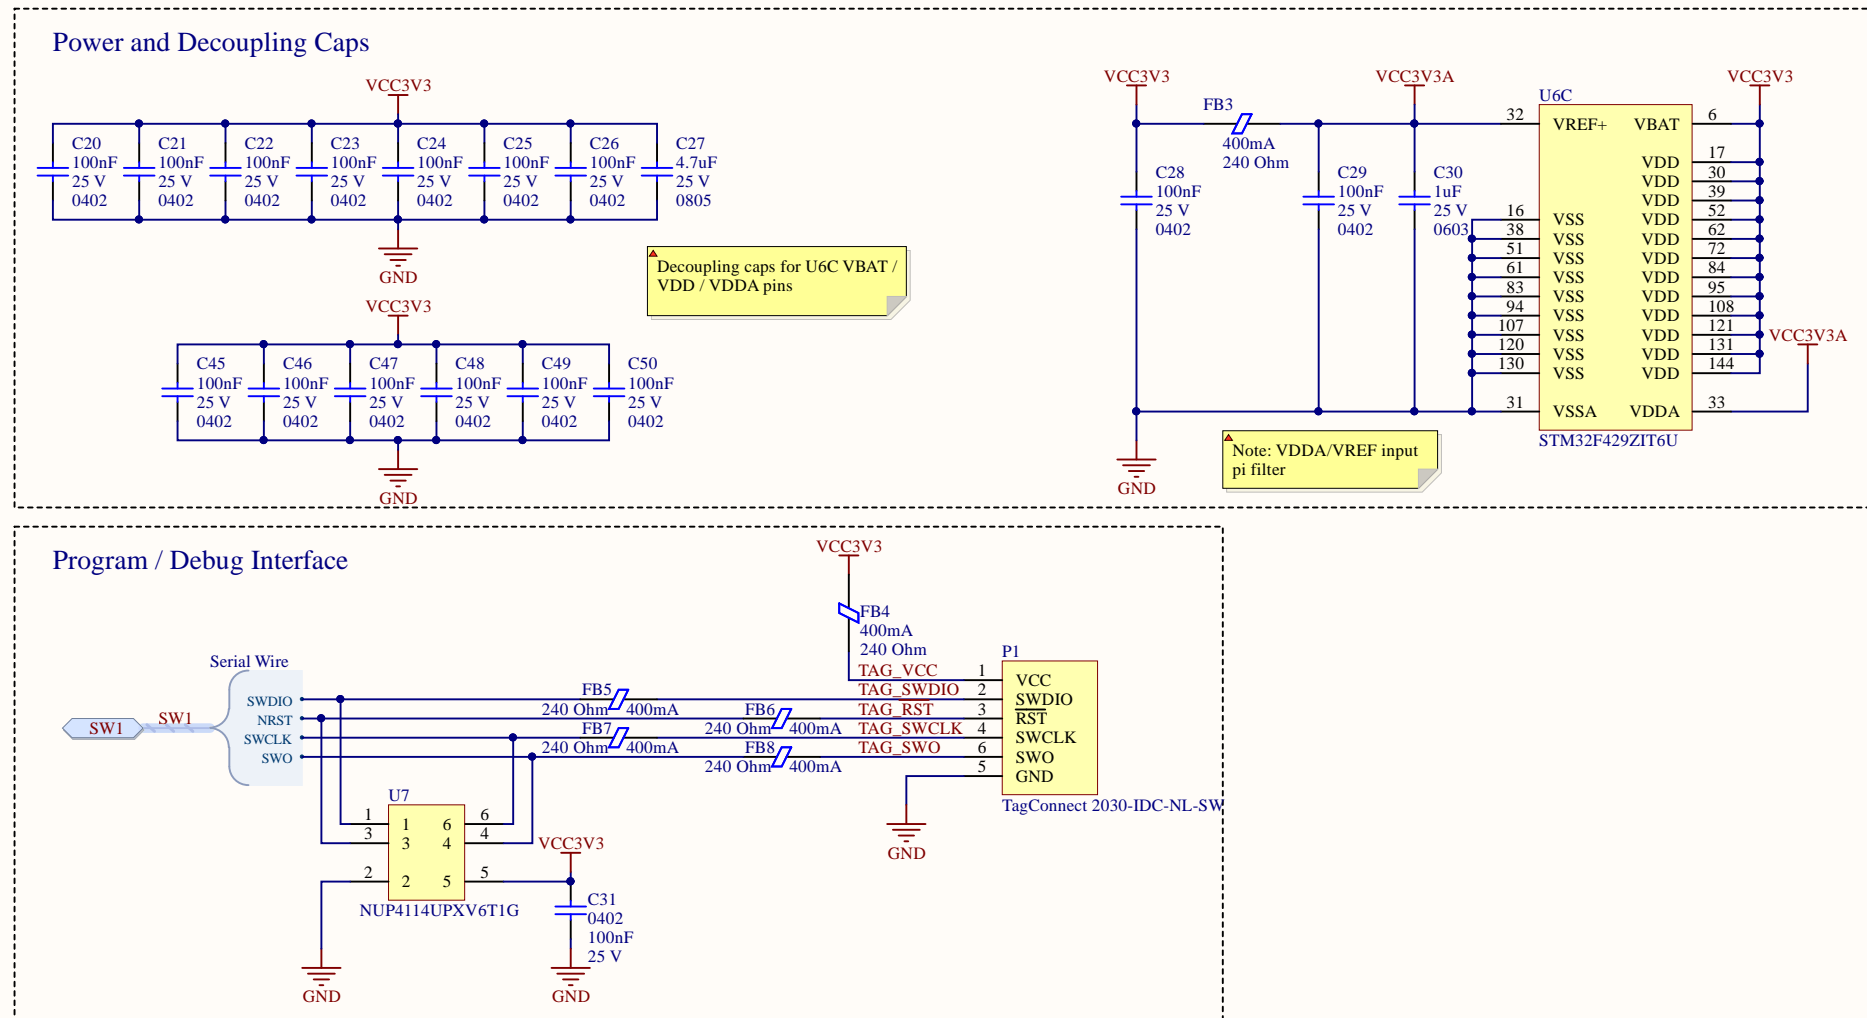 Power and Decoupling Caps
VCC3V3
C20
100nF
25 V
0402
C21
100nF
25 V
0402
C22
100nF
25 V
0402
C23
100nF
25 V
0402
C24
100nF
25 V
0402
C25
100nF
25 V
0402
C26
100nF
25 V
0402
C27
4.7uF
25 V
0805
GND
Decoupling caps for U6C VBAT /
VDD / VDDA pins
VCC3V3
C45
100nF
25 V
0402
C46
100nF
25 V
0402
C47
100nF
25 V
0402
C48
100nF
25 V
0402
C49
100nF
25 V
0402
C50
100nF
25 V
0402
GND
VCC3V3
FB3
400mA
240 Ohm
VCC3V3A
VCC3V3
C28
100nF
25 V
0402
C29
100nF
25 V
0402
C30
1uF
25 V
0603
GND
U6C
32 VREF+ VBAT 6
VDD 17
VDD 30
VDD 39
16 VSS VDD 52
38 VSS VDD 62
51 VSS VDD 72
61 VSS VDD 84
83 VSS VDD 95
94 VSS VDD 108
107 VSS VDD 121
120 VSS VDD 131
130 VSS VDD 144
31 VSSA VDDA 33
STM32F429ZIT6U
VCC3V3A
Note: VDDA/VREF input
pi filter
Program / Debug Interface
VCC3V3
FB4
400mA
240 Ohm
Serial Wire
SW1
SW1
SWDIO
NRST
SWCLK
SWO
FB5
240 Ohm 400mA
FB6
240 Ohm 400mA
FB7
240 Ohm 400mA
FB8
240 Ohm 400mA
P1
TAG_VCC 1 VCC
TAG_SWDIO 2 SWDIO
TAG_RST 3 RST
TAG_SWCLK 4 SWCLK
TAG_SWO 6 SWO
5 GND
TagConnect 2030-IDC-NL-SW
GND
U7
1 1 6 6
3 3 4 4
2 2 5 5
NUP4114UPXV6T1G
VCC3V3
C31
0402
100nF
25 V
GND
GND